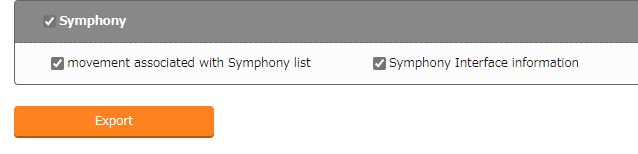 Symphony
movement associated with Symphony list Symphony Interface information
Export